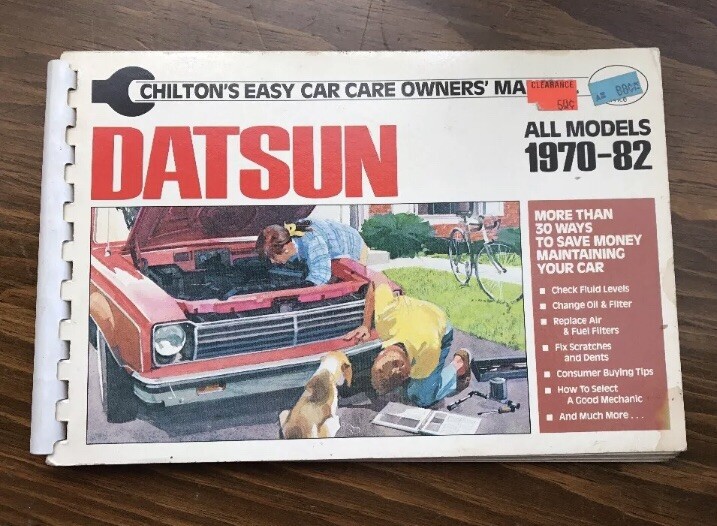 CHILTON'S EASY CAR CARE OWNERS' MA
CLEARANCE
50¢
DATSUN
ALL MODELS
1970-82
MORE THAN
30 WAYS
TO SAVE MONEY
MAINTAINING
YOUR CAR
■ Check Fluid Levels
■ Change Oil & Filter
■ Replace Air
& Fuel Filters
■ Fix Scratches
and Dents
■ Consumer Buying Tips
■ How To Select
A Good Mechanic
■ And Much More . . .